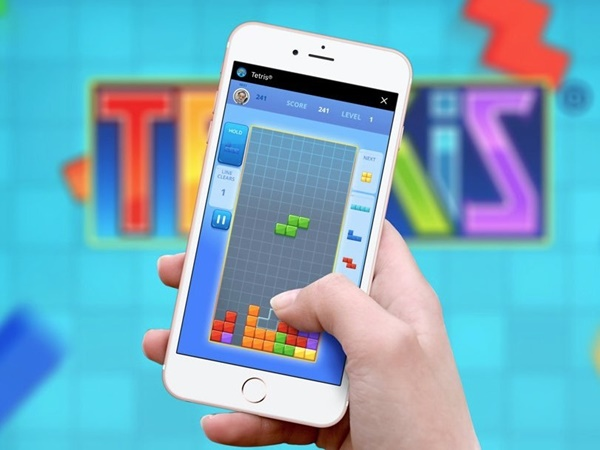 Tetris®
241
SCORE
241
LEVEL
1
HOLD
NEXT
LINE
CLEARS
1
TETRIS
®